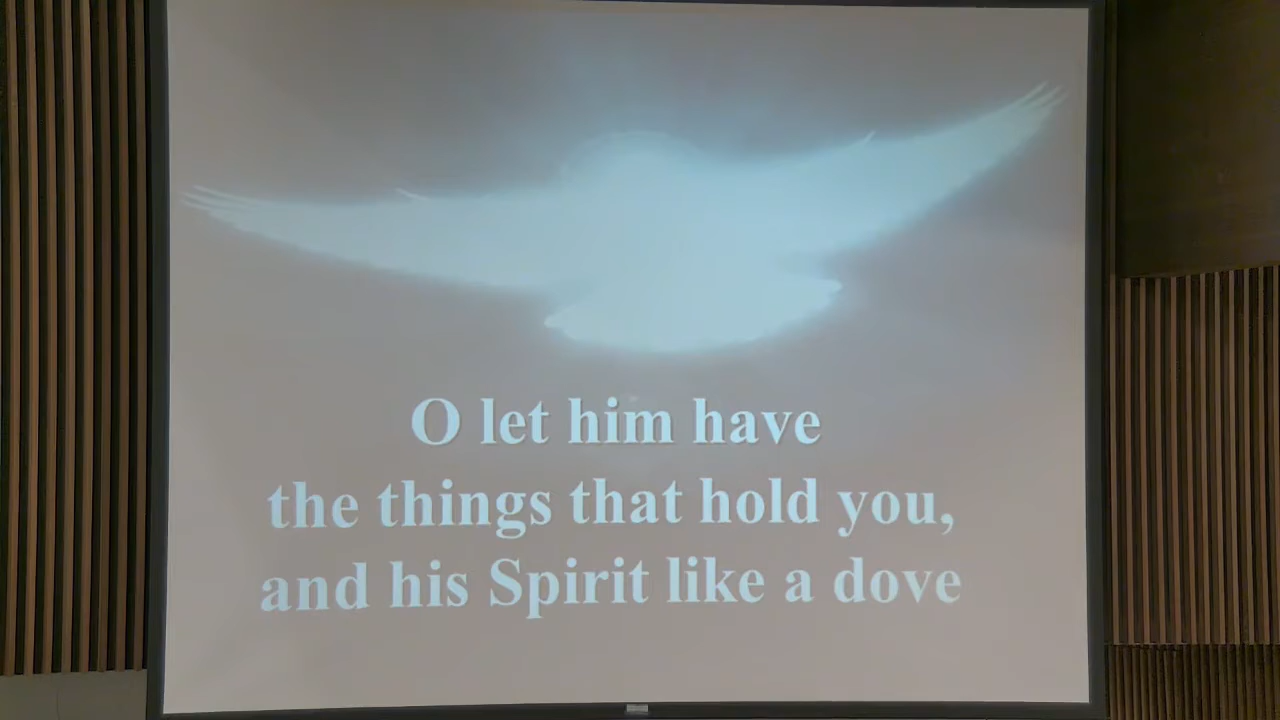 O let him have
the things that hold you,
and his Spirit like a dove